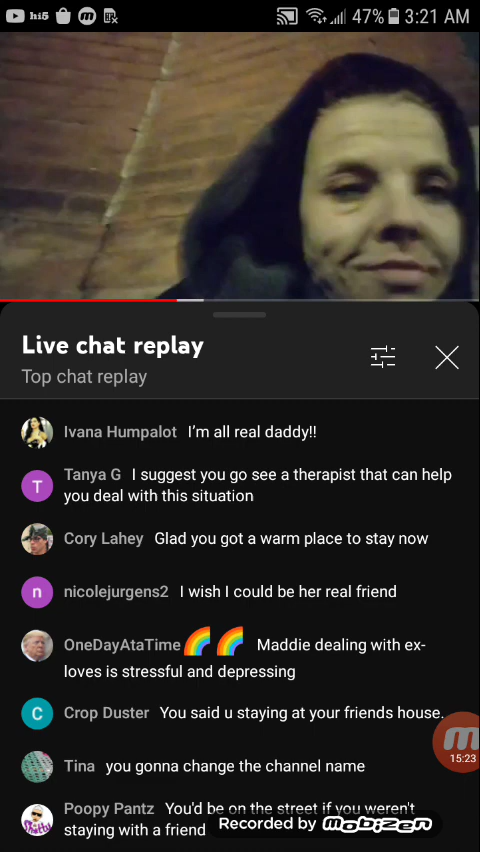 hi5 47% 3:21 AM
Live chat replay
Top chat replay
Ivana Humpalot I'm all real daddy!!
T Tanya G I suggest you go see a therapist that can help
you deal with this situation
Cory Lahey Glad you got a warm place to stay now
n nicolejurgens2 I wish I could be her real friend
OneDayAtaTime🌈🌈 Maddie dealing with ex-
loves is stressful and depressing
C Crop Duster You said u staying at your friends house.
15:23
Tina you gonna change the channel name
Poopy Pantz You'd be on the street if you weren't
staying with a friend
Recorded by mobizen